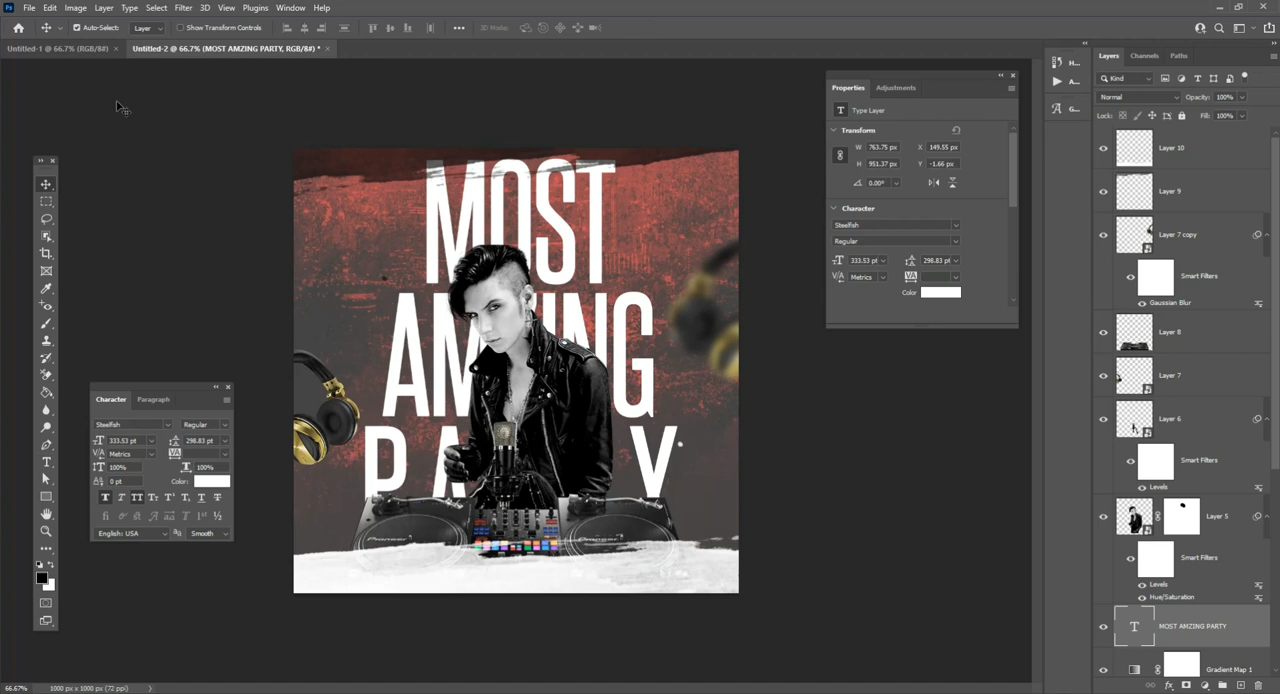 File Edit Image Layer Type Select Filter 3D View Plugins Window Help
Auto-Select: Layer Show Transform Controls 3D Mode:
Untitled-1 @ 66.7% (RGB/8#) × Untitled-2 @ 66.7% (MOST AMZING PARTY, RGB/8#) * ×
MOST
AM ING
PA Y
Pioneer
Pioneer
Character Paragraph
Steelfish Regular
333.53 pt 298.83 pt
Metrics
100% 100%
0 pt Color:
English: USA Smooth
Properties Adjustments
Type Layer
Transform
W 763.75 px X 149.55 px
H 951.37 px Y -1.66 px
0.00°
Character
Steelfish
Regular
333.53 pt 298.83 pt
Metrics
Color
H...
A...
G...
Layers Channels Paths
Kind
Normal Opacity: 100%
Lock: Fill: 100%
Layer 10
Layer 9
Layer 7 copy
Smart Filters
Gaussian Blur
Layer 8
Layer 7
Layer 6
Smart Filters
Levels
Layer 5
Smart Filters
Levels
Hue/Saturation
MOST AMZING PARTY
Gradient Map 1
66.67% 1000 px x 1000 px (72 ppi)